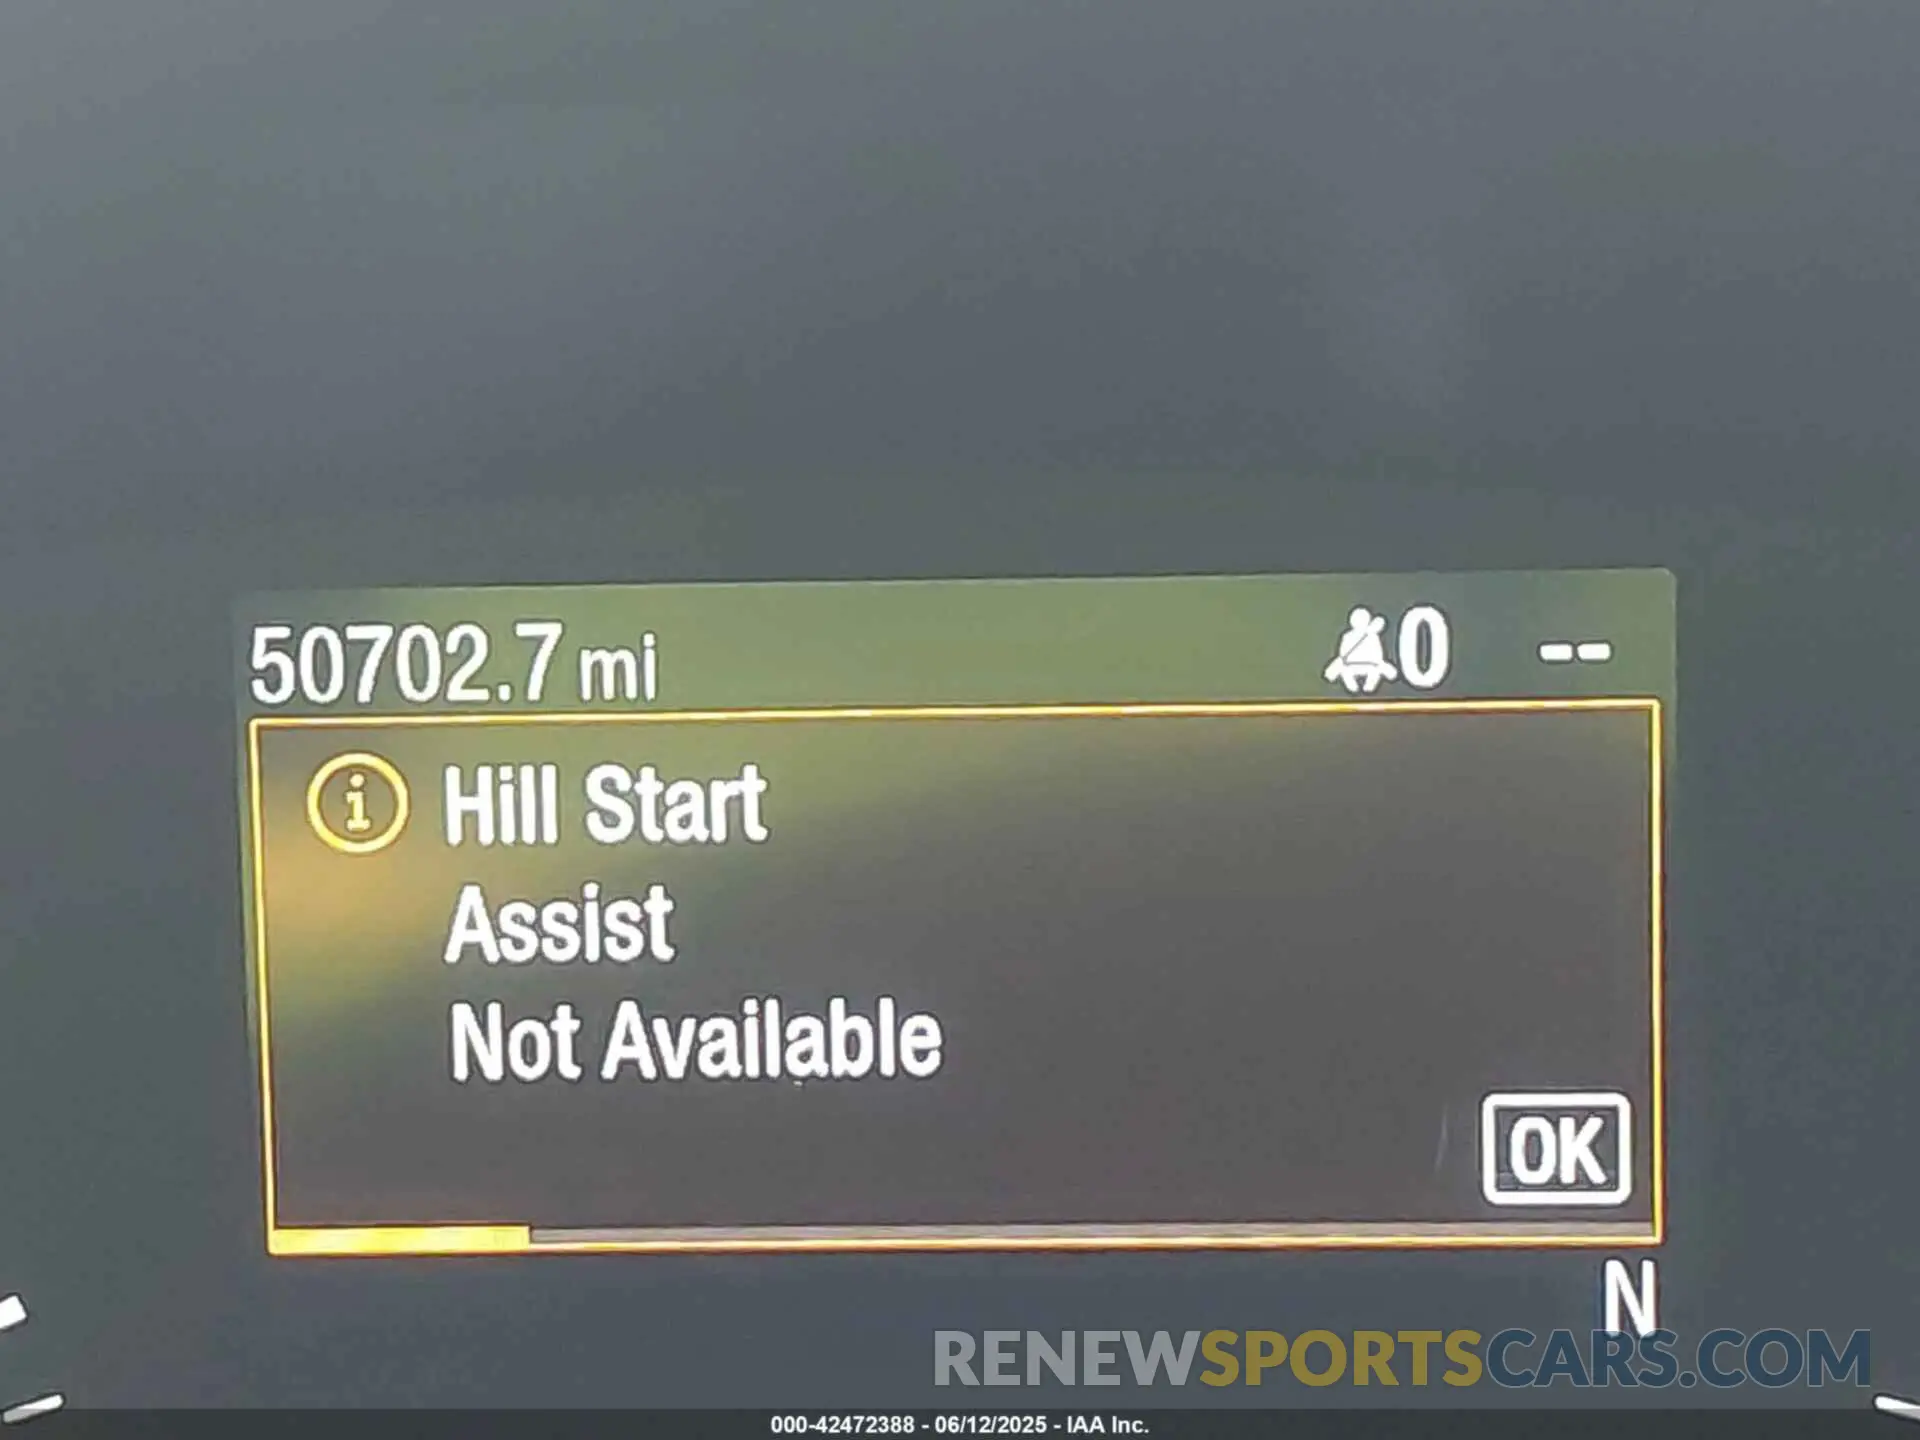 50702.7 mi 0 --
i Hill Start
Assist
Not Available
OK
N
RENEWSPORTSCARS.COM
000-42472388 - 06/12/2025 - IAA Inc.